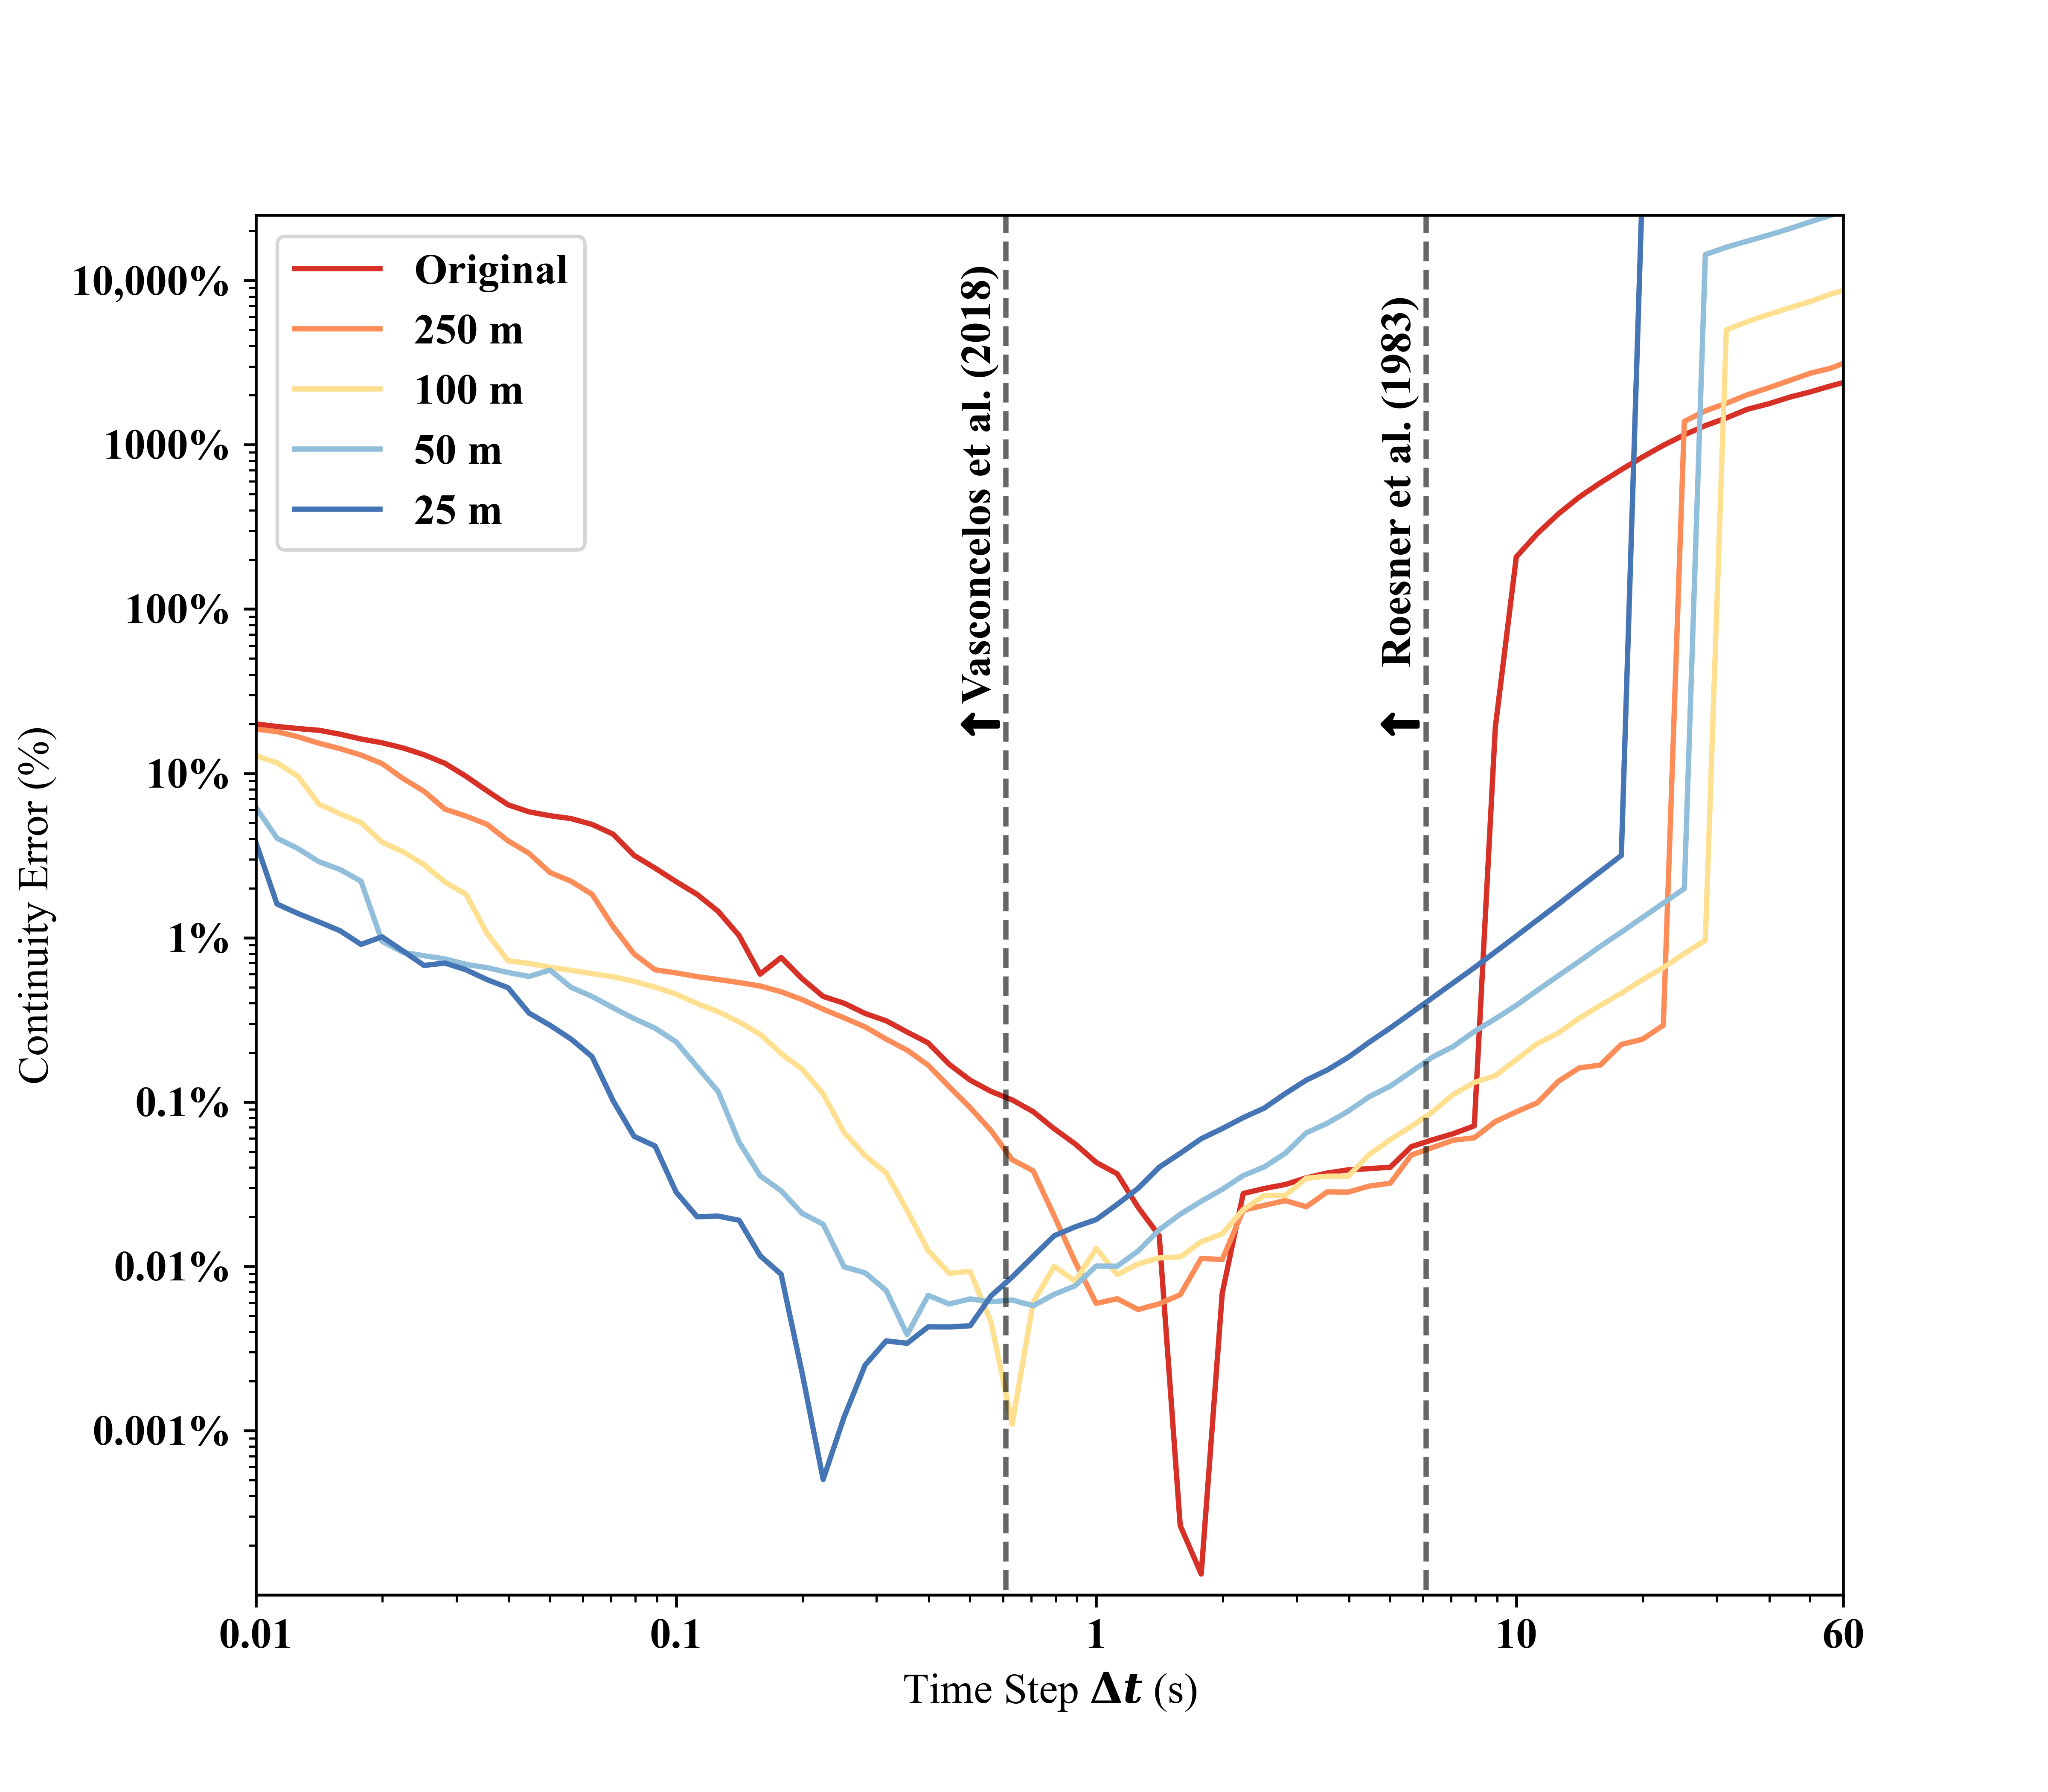 Original
250 m
100 m
50 m
25 m
Vasconcelos et al. (2018)
Roesner et al. (1983)
10,000%
1000%
100%
10%
1%
0.1%
0.01%
0.001%
Continuity Error (%)
0.01
0.1
1
10
60
Time Step Δt (s)